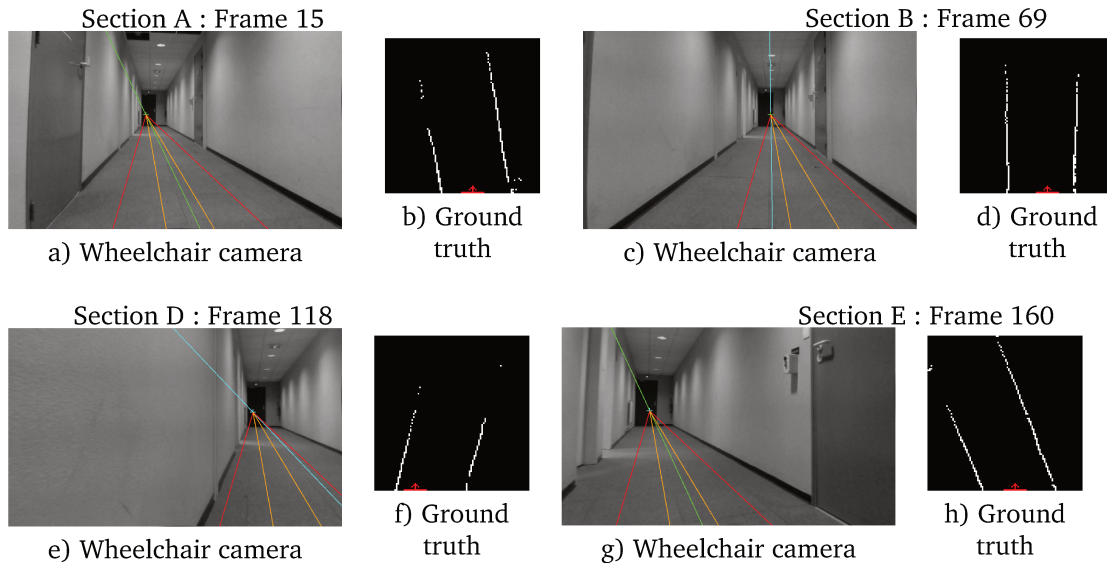 Section A : Frame 15
Section B : Frame 69
a) Wheelchair camera
b) Ground
truth
c) Wheelchair camera
d) Ground
truth
Section D : Frame 118
Section E : Frame 160
e) Wheelchair camera
f) Ground
truth
g) Wheelchair camera
h) Ground
truth